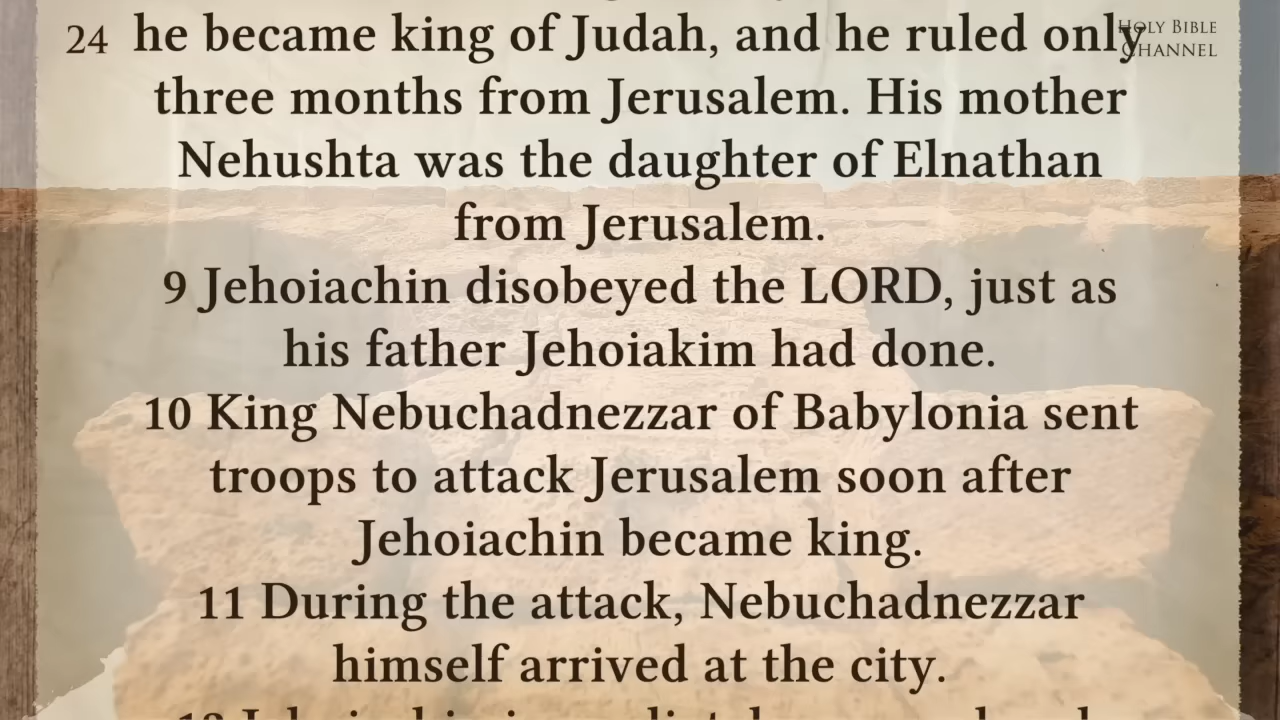 24 he became king of Judah, and he ruled only
HOLY BIBLE
CHANNEL
three months from Jerusalem. His mother
Nehushta was the daughter of Elnathan
from Jerusalem.
9 Jehoiachin disobeyed the LORD, just as
his father Jehoiakim had done.
10 King Nebuchadnezzar of Babylonia sent
troops to attack Jerusalem soon after
Jehoiachin became king.
11 During the attack, Nebuchadnezzar
himself arrived at the city.